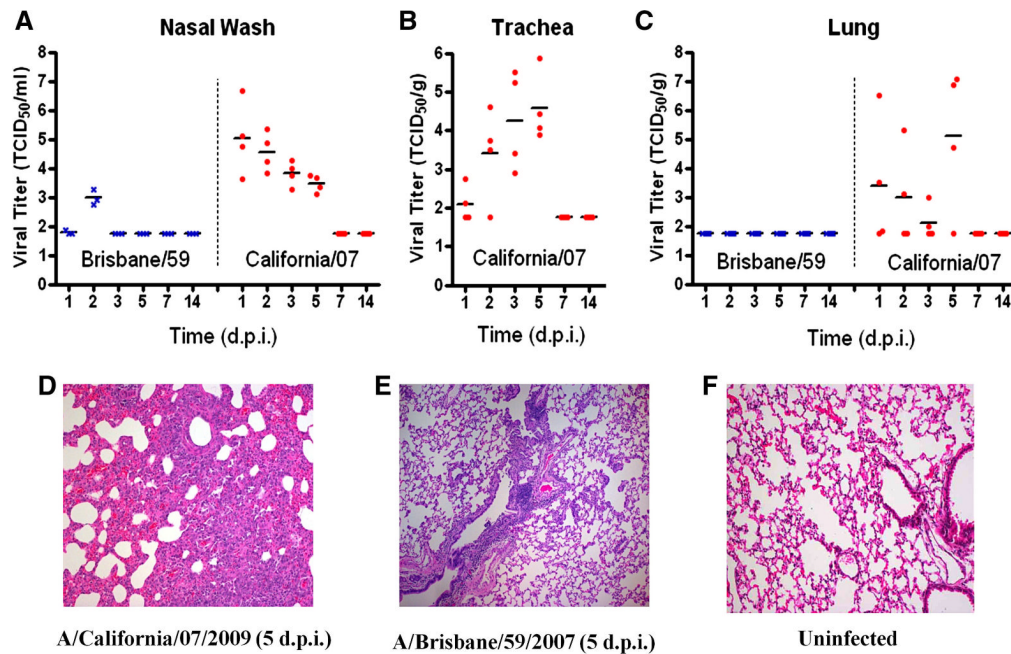 A
Nasal Wash
Viral Titer (TCID50/ml)
8
7
6
5
4
3
2
1
0
Brisbane/59
California/07
1 2 3 5 7 14 1 2 3 5 7 14
Time (d.p.i.)
B
Trachea
Viral Titer (TCID50/g)
6
5
4
3
2
1
0
California/07
1 2 3 5 7 14
Time (d.p.i.)
C
Lung
Viral Titer (TCID50/g)
8
7
6
5
4
3
2
1
0
Brisbane/59
California/07
1 2 3 5 7 14 1 2 3 5 7 14
Time (d.p.i.)
D
A/California/07/2009 (5 d.p.i.)
E
A/Brisbane/59/2007 (5 d.p.i.)
F
Uninfected